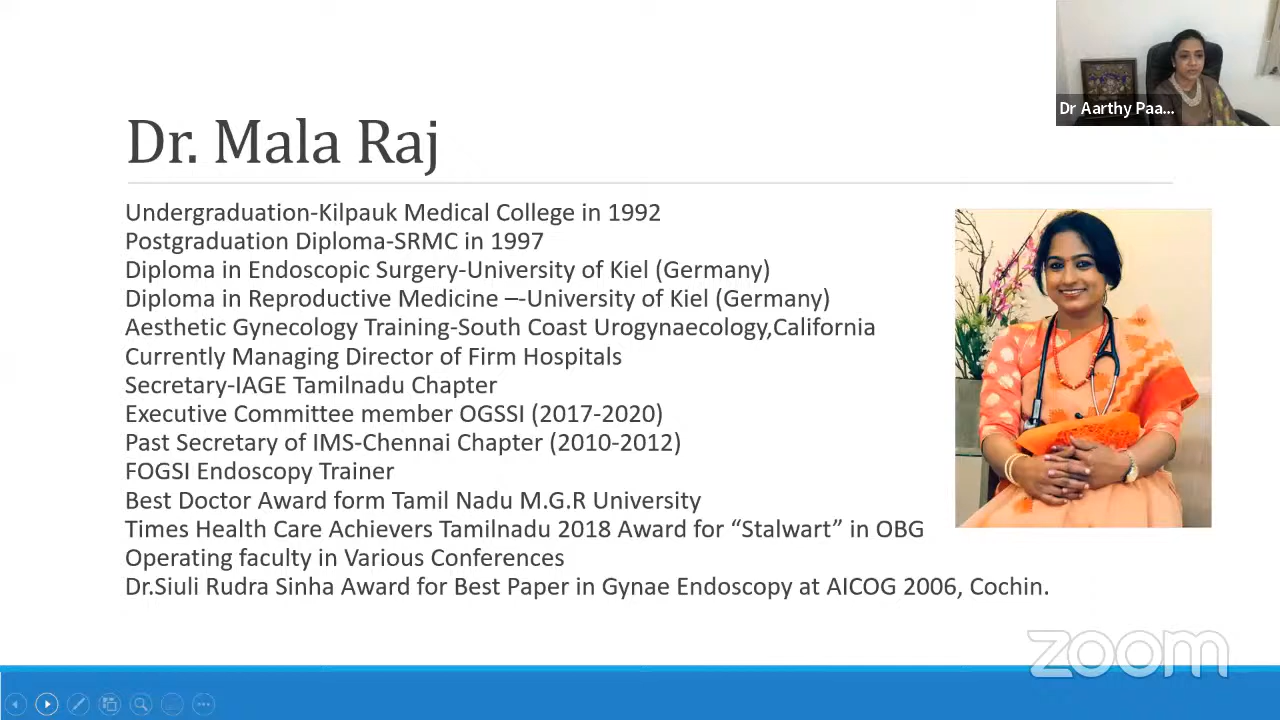 Dr Aarthy Paa...
Dr. Mala Raj
Undergraduation-Kilpauk Medical College in 1992
Postgraduation Diploma-SRMC in 1997
Diploma in Endoscopic Surgery-University of Kiel (Germany)
Diploma in Reproductive Medicine –-University of Kiel (Germany)
Aesthetic Gynecology Training-South Coast Urogynaecology,California
Currently Managing Director of Firm Hospitals
Secretary-IAGE Tamilnadu Chapter
Executive Committee member OGSSI (2017-2020)
Past Secretary of IMS-Chennai Chapter (2010-2012)
FOGSI Endoscopy Trainer
Best Doctor Award form Tamil Nadu M.G.R University
Times Health Care Achievers Tamilnadu 2018 Award for “Stalwart” in OBG
Operating faculty in Various Conferences
Dr.Siuli Rudra Sinha Award for Best Paper in Gynae Endoscopy at AICOG 2006, Cochin.
zoom